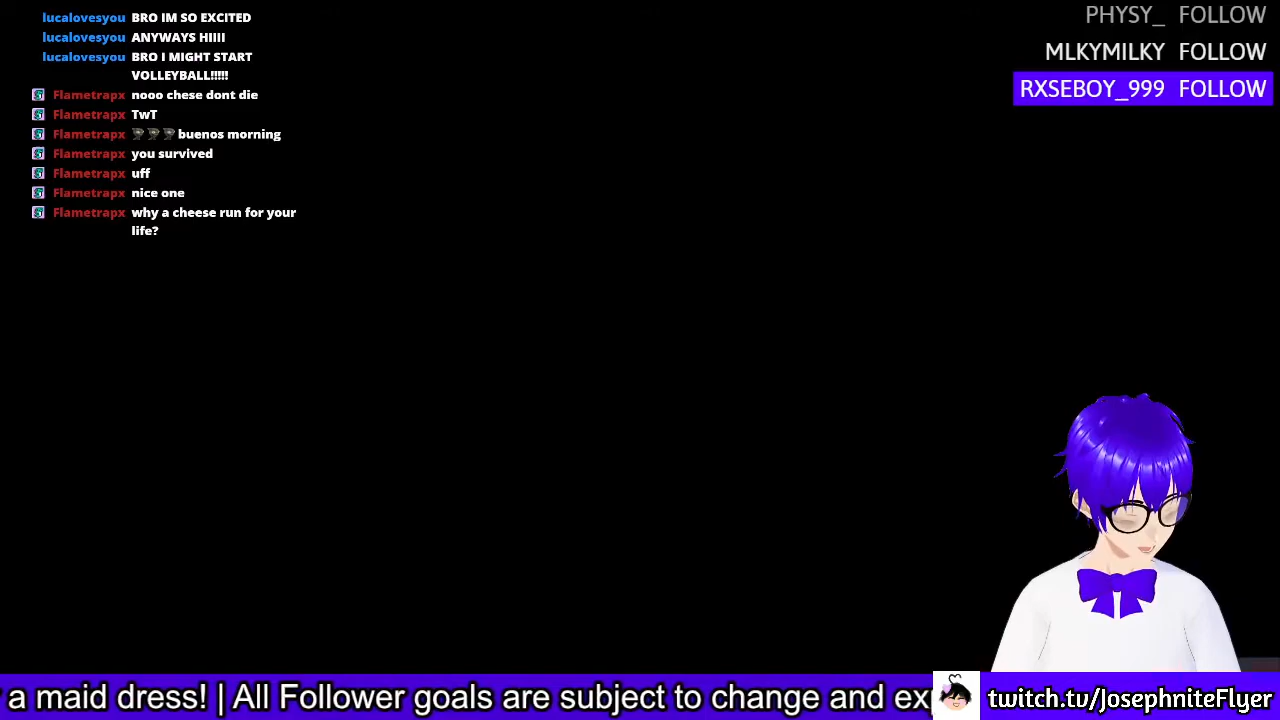 lucalovesyou BRO IM SO EXCITED
lucalovesyou ANYWAYS HIIII
lucalovesyou BRO I MIGHT START
VOLLEYBALL!!!!!
Flametrapx nooo chese dont die
Flametrapx TwT
Flametrapx buenos morning
Flametrapx you survived
Flametrapx uff
Flametrapx nice one
Flametrapx why a cheese run for your
life?
PHYSY_ FOLLOW
MLKYMILKY FOLLOW
RXSEBOY_999 FOLLOW
a maid dress! | All Follower goals are subject to change and
twitch.tv/JosephniteFlyer